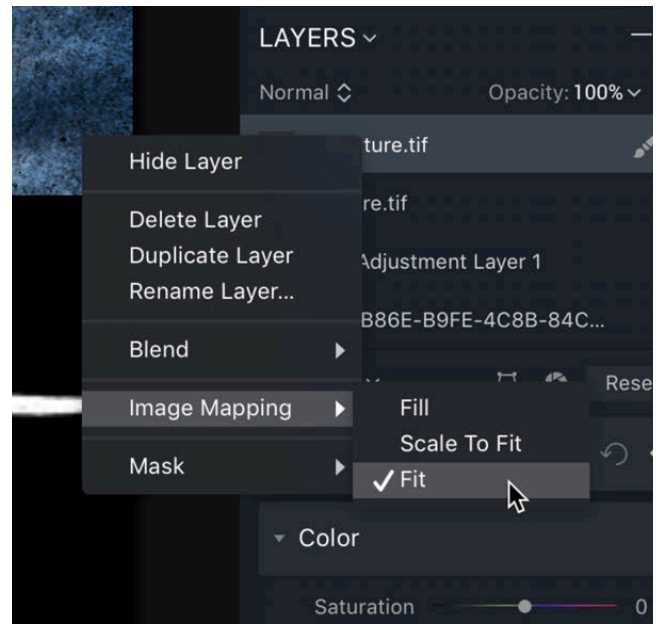 LAYERS
Normal Opacity: 100%
ture.tif
Hide Layer
re.tif
Delete Layer
Duplicate Layer
Adjustment Layer 1
Rename Layer...
B86E-B9FE-4C8B-84C...
Blend
Rese
Image Mapping
Fill
Scale To Fit
Mask
Fit
Color
Saturation 0